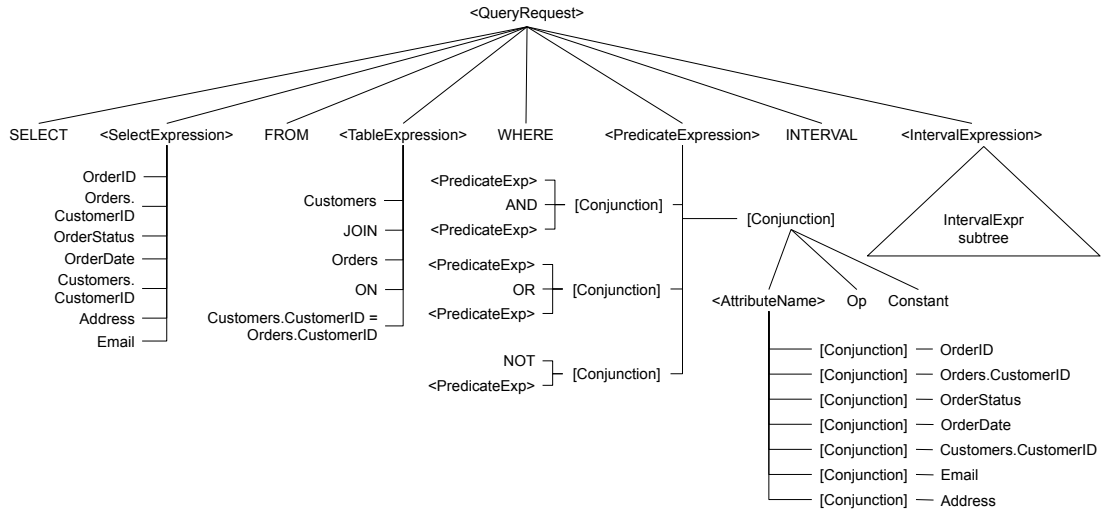 <QueryRequest>
SELECT
<SelectExpression>
FROM
<TableExpression>
WHERE
<PredicateExpression>
INTERVAL
<IntervalExpression>
OrderID
Orders.
CustomerID
OrderStatus
OrderDate
Customers.
CustomerID
Address
Email
Customers
JOIN
Orders
ON
Customers.CustomerID =
Orders.CustomerID
<PredicateExp>
AND
<PredicateExp>
[Conjunction]
<PredicateExp>
OR
<PredicateExp>
[Conjunction]
NOT
<PredicateExp>
[Conjunction]
[Conjunction]
<AttributeName>
Op
Constant
[Conjunction]
OrderID
[Conjunction]
Orders.CustomerID
[Conjunction]
OrderStatus
[Conjunction]
OrderDate
[Conjunction]
Customers.CustomerID
[Conjunction]
Email
[Conjunction]
Address
IntervalExpr
subtree